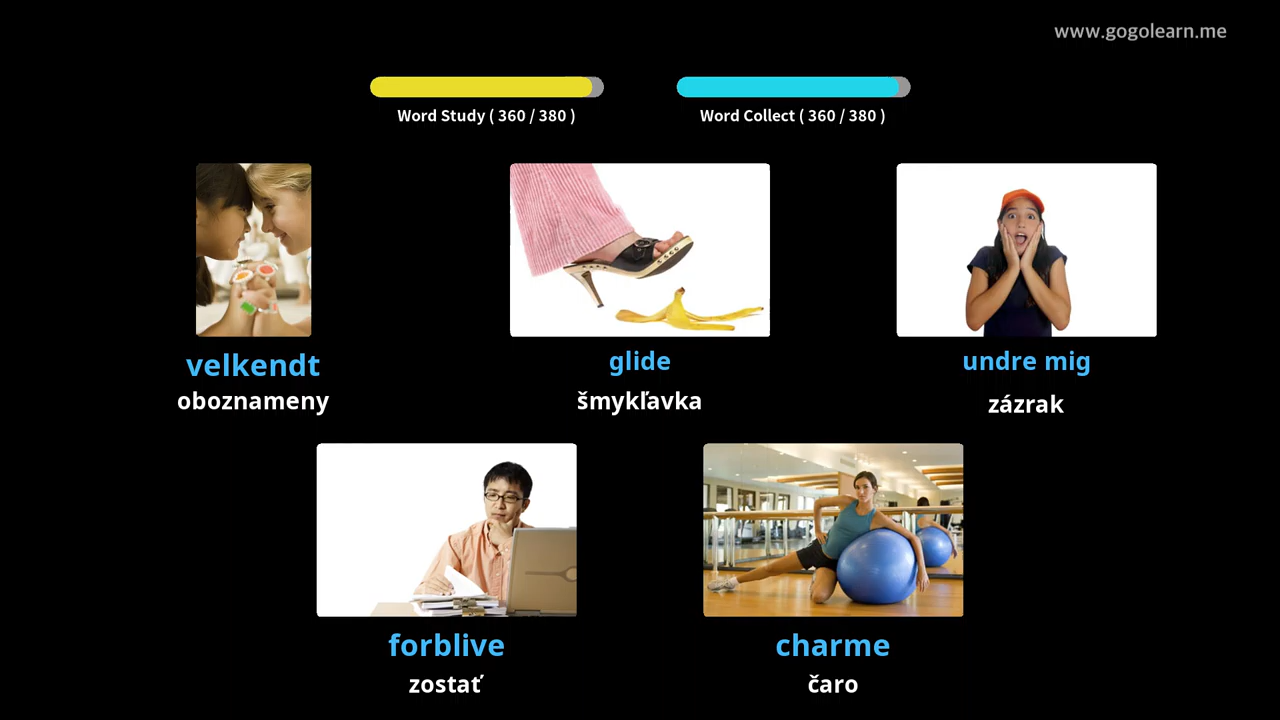 www.gogolearn.me
Word Study ( 360 / 380 )
Word Collect ( 360 / 380 )
velkendt
oboznameny
glide
šmykľavka
undre mig
zázrak
forblive
zostať
charme
čaro